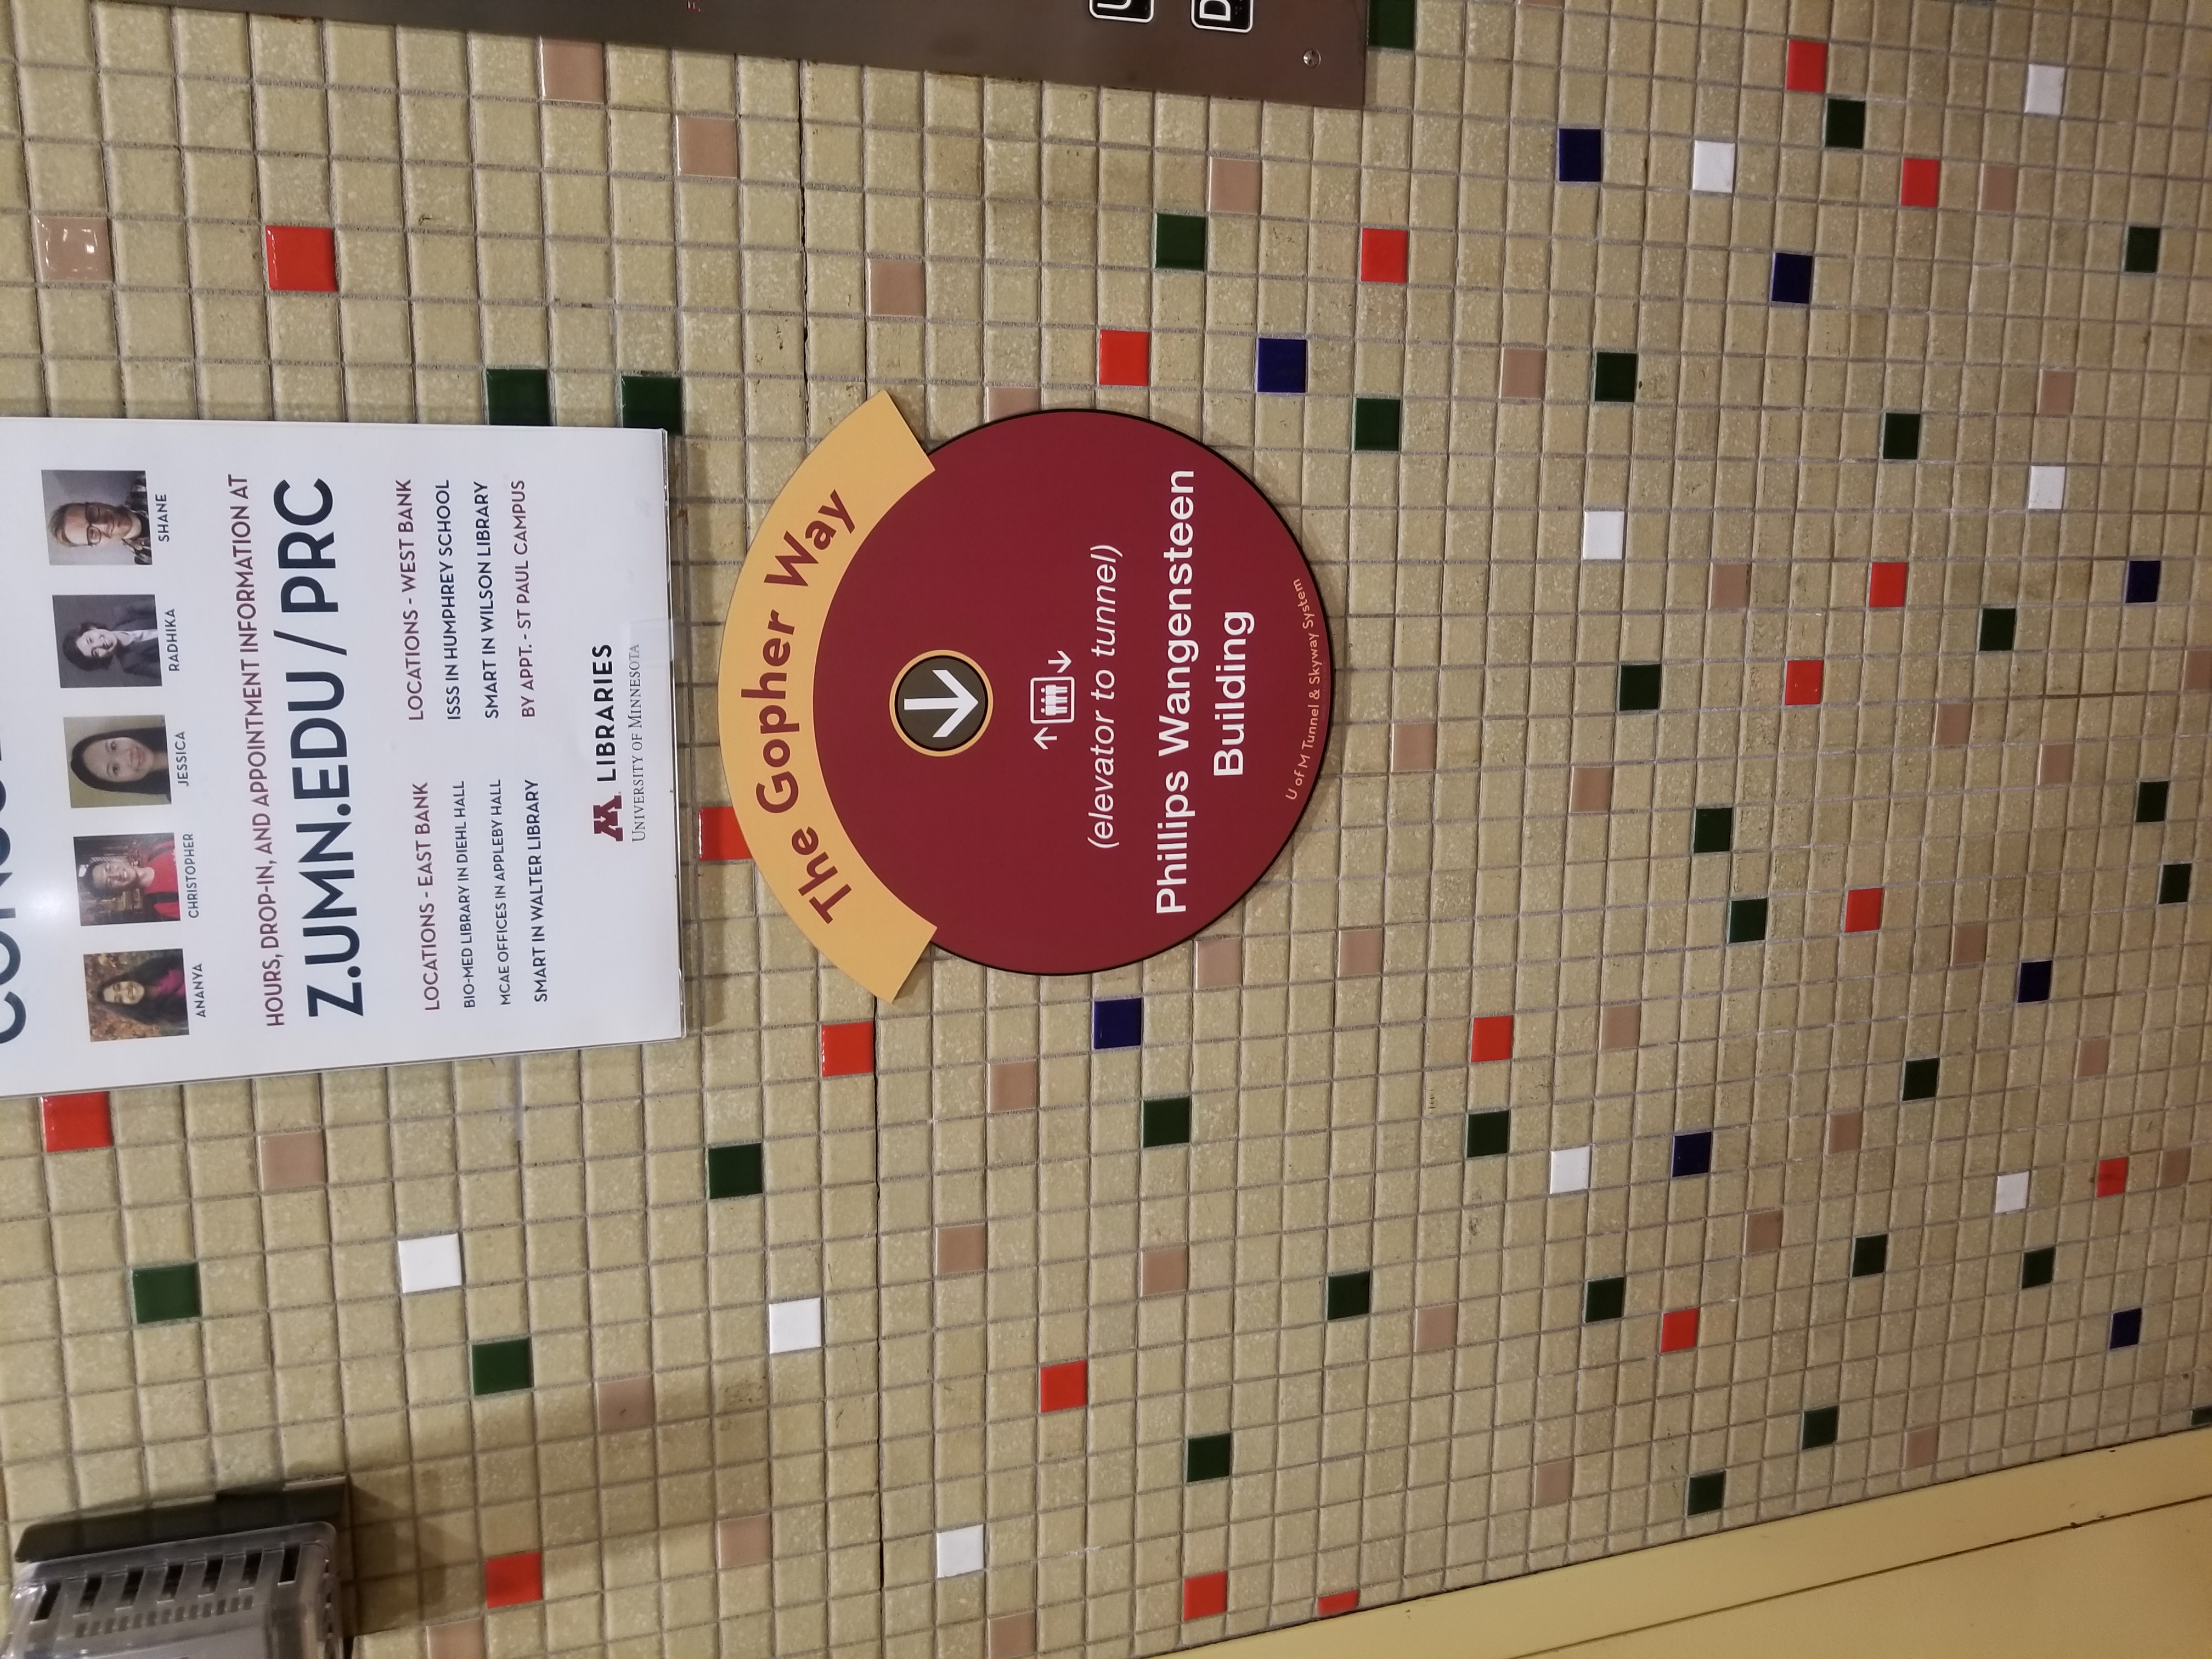 ANANYA
CHRISTOPHER
JESSICA
RADHIKA
SHANE
HOURS, DROP-IN, AND APPOINTMENT INFORMATION AT
Z.UMN.EDU / PRC
LOCATIONS - EAST BANK
BIO-MED LIBRARY IN DIEHL HALL
MCAE OFFICES IN APPLEBY HALL
SMART IN WALTER LIBRARY
LOCATIONS - WEST BANK
ISSS IN HUMPHREY SCHOOL
SMART IN WILSON LIBRARY
BY APPT. - ST PAUL CAMPUS
M LIBRARIES
UNIVERSITY OF MINNESOTA
The Gopher Way
(elevator to tunnel)
Phillips Wangensteen
Building
U of M Tunnel & Skyway System